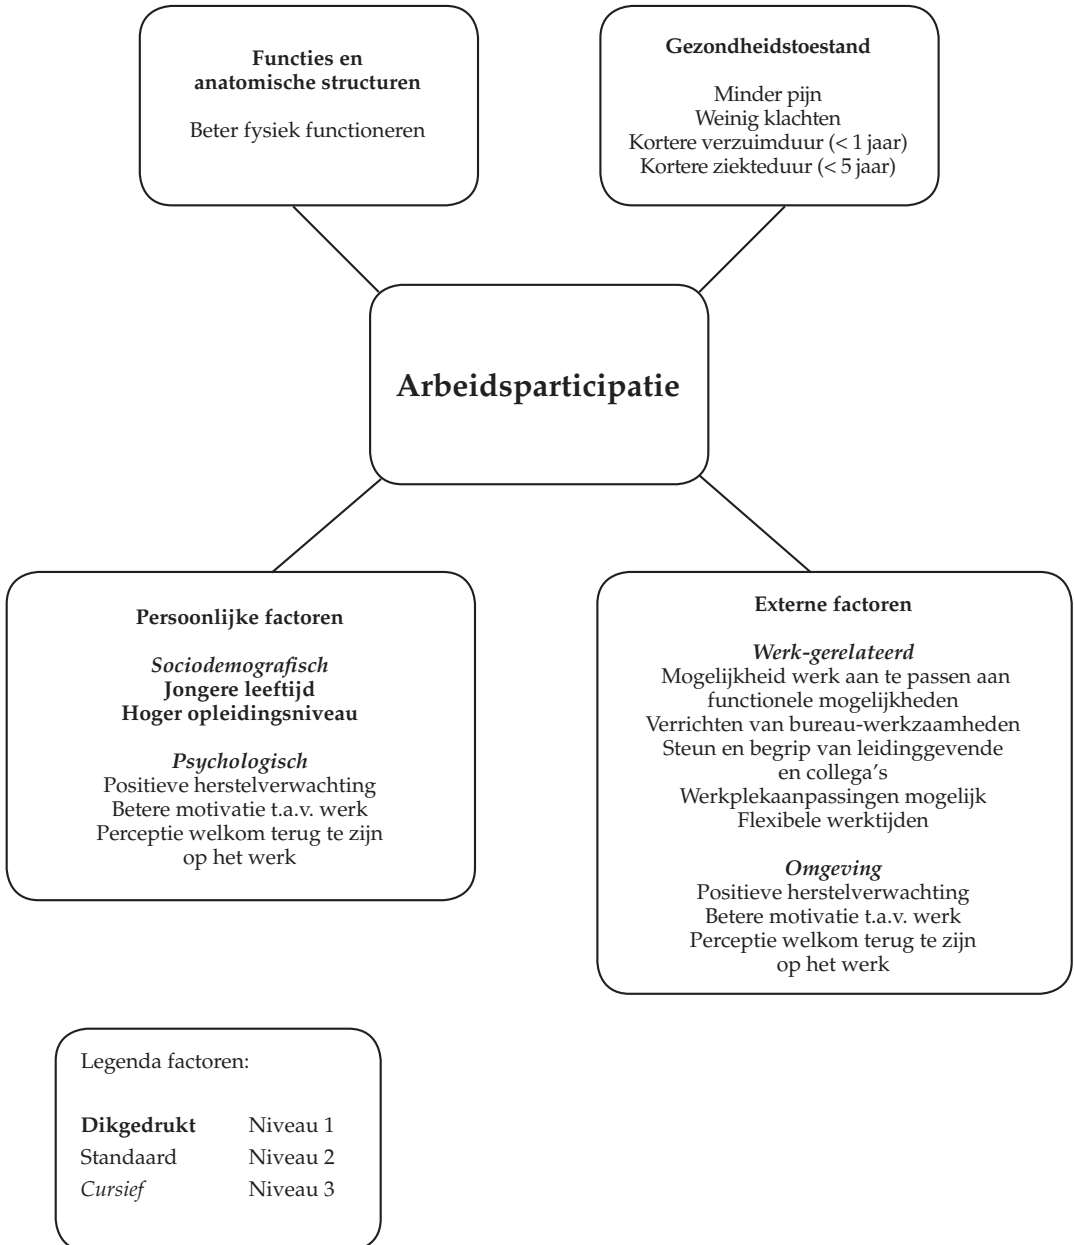 Functies en
anatomische structuren
Beter fysiek functioneren
Gezondheidstoestand
Minder pijn
Weinig klachten
Kortere verzuimduur (< 1 jaar)
Kortere ziekteduur (< 5 jaar)
Arbeidsparticipatie
Persoonlijke factoren
Sociodemografisch
Jongere leeftijd
Hoger opleidingsniveau
Psychologisch
Positieve herstelverwachting
Betere motivatie t.a.v. werk
Perceptie welkom terug te zijn
op het werk
Externe factoren
Werk-gerelateerd
Mogelijkheid werk aan te passen aan
functionele mogelijkheden
Verrichten van bureau-werkzaamheden
Steun en begrip van leidinggevende
en collega's
Werkplekaanpassingen mogelijk
Flexibele werktijden
Omgeving
Positieve herstelverwachting
Betere motivatie t.a.v. werk
Perceptie welkom terug te zijn
op het werk
Legenda factoren:
Dikgedrukt Niveau 1
Standaard Niveau 2
Cursief Niveau 3